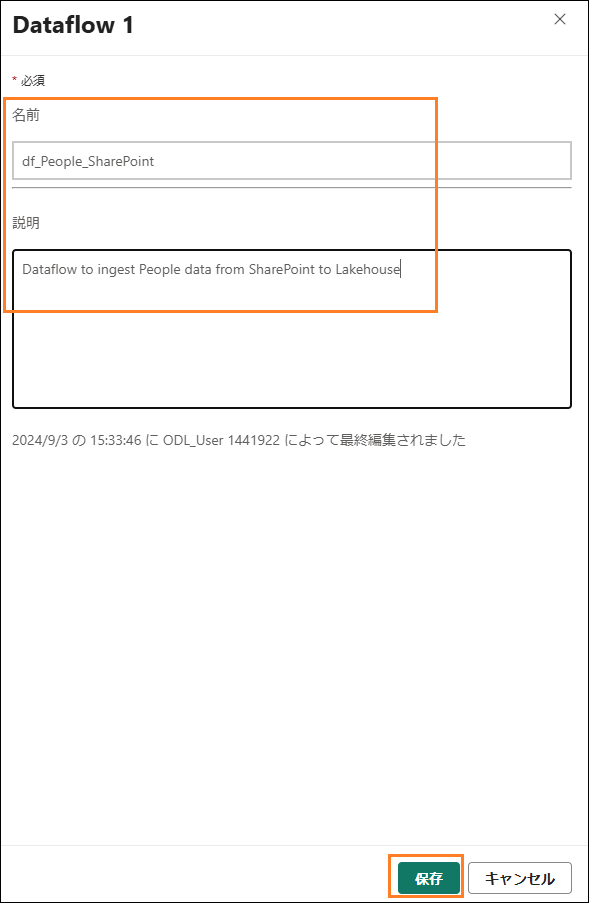 Dataflow 1
* 必須
名前
df_People_SharePoint
説明
Dataflow to ingest People data from SharePoint to Lakehouse
2024/9/3 の 15:33:46 に ODL_User 1441922 によって最終編集されました
保存
キャンセル